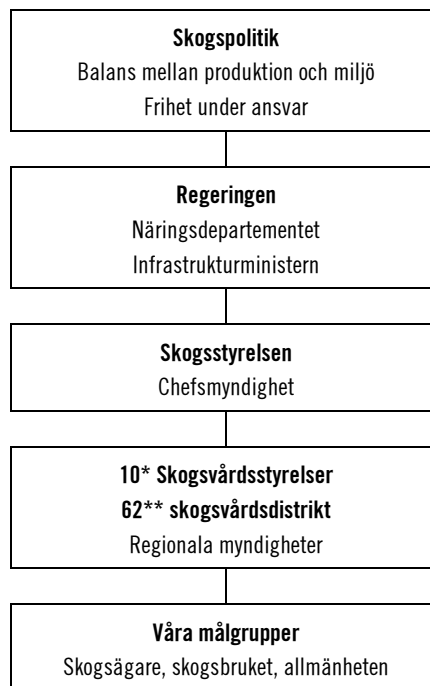 Skogspolitik
Balans mellan produktion och miljö
Frihet under ansvar
Regeringen
Näringsdepartementet
Infrastrukturministern
Skogsstyrelsen
Chefsmyndighet
10* Skogsvårdsstyrelser
62** skogsvårdsdistrikt
Regionala myndigheter
Våra målgrupper
Skogsägare, skogsbruket, allmänheten